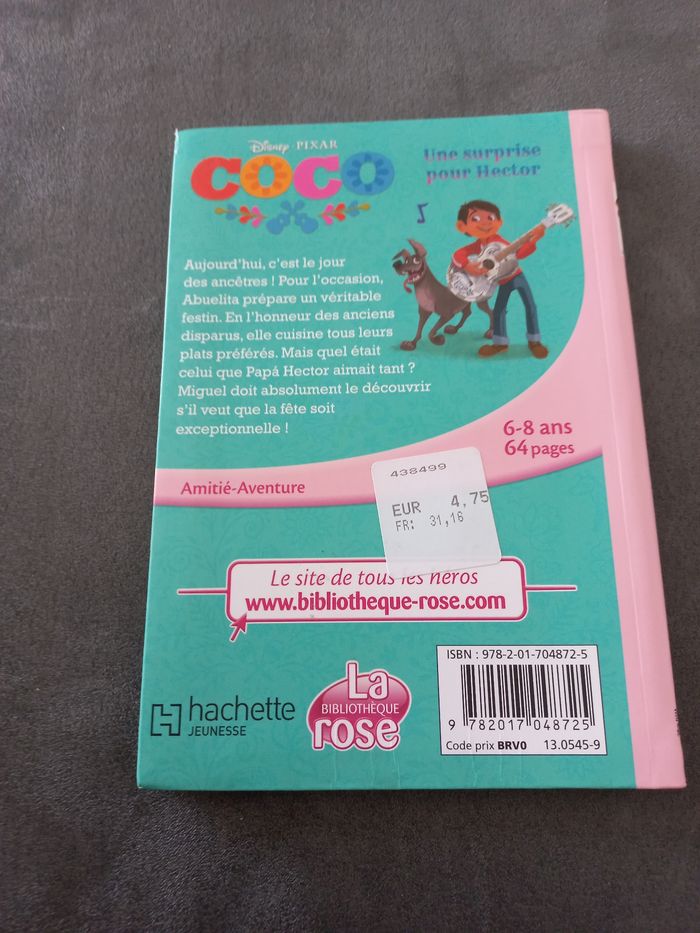 Disney · PIXAR
COCO
Une surprise
pour Hector
Aujourd'hui, c'est le jour
des ancêtres ! Pour l'occasion,
Abuelita prépare un véritable
festin. En l'honneur des anciens
disparus, elle cuisine tous leurs
plats préférés. Mais quel était
celui que Papá Hector aimait tant ?
Miguel doit absolument le découvrir
s'il veut que la fête soit
exceptionnelle !
6-8 ans
64 pages
Amitié-Aventure
438499
EUR 4,75
FR: 31,16
Le site de tous les héros
www.bibliotheque-rose.com
ISBN : 978-2-01-704872-5
9 782017 048725
Code prix BRV0 13.0545-9
hachette
JEUNESSE
La
BIBLIOTHÈQUE
rose